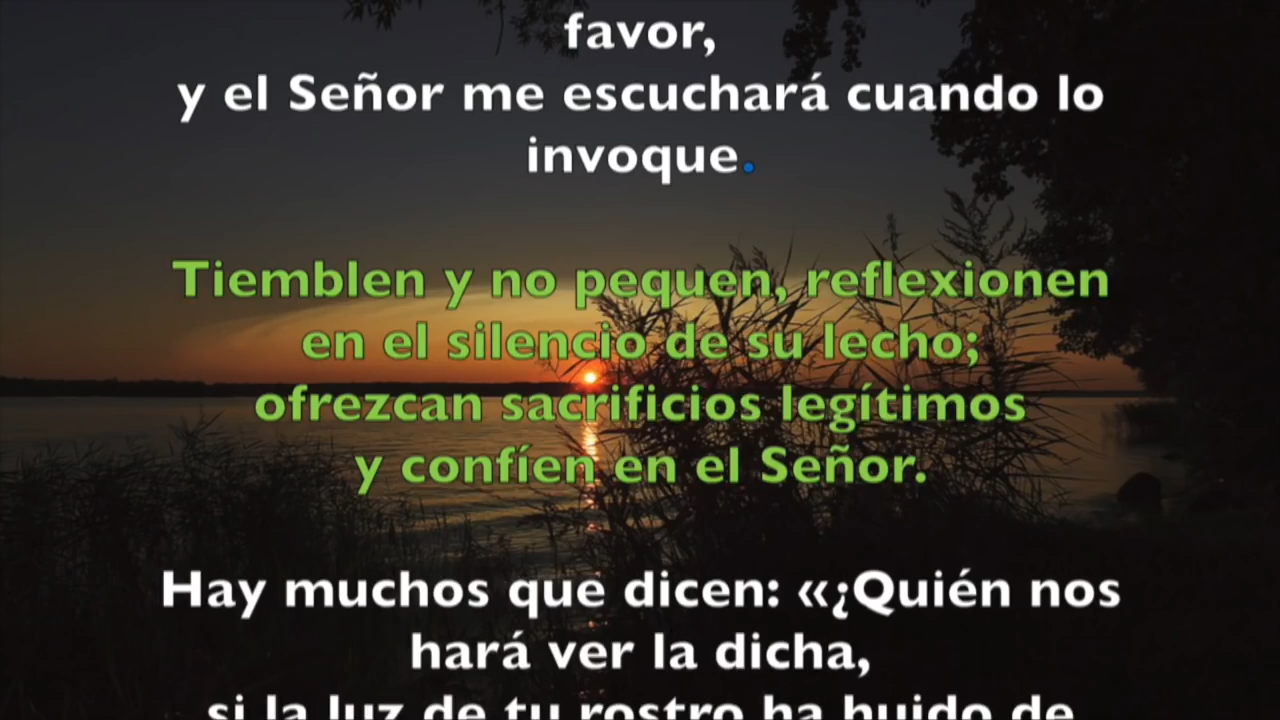 favor,
y el Señor me escuchará cuando lo
invoque.
Tiemblen y no pequen, reflexionen
en el silencio de su lecho;
ofrezcan sacrificios legítimos
y confíen en el Señor.
Hay muchos que dicen: «¿Quién nos
hará ver la dicha,
si la luz de tu rostro ha huido de